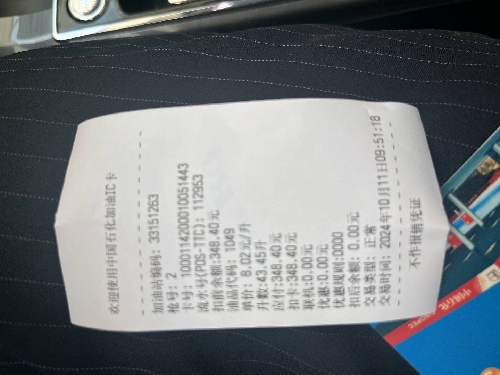 欢迎使用中国石化加油IC卡
加油站编码: 33151263
枪号: 2
卡号: 1000114200010051443
流水号(POS-TTC): 112953
扣前余额:348.40元
油品代码: 1049
单价: 8.02元/升
升数:43.45升
应付:348.40元
扣卡:348.40元
联机:0.00元
优惠:0.00元
优惠规则:0000
扣后余额: 0.00元
交易类型: 正常
交易时间: 2024年10月11日09:51:18
不作报销凭证
中国石化